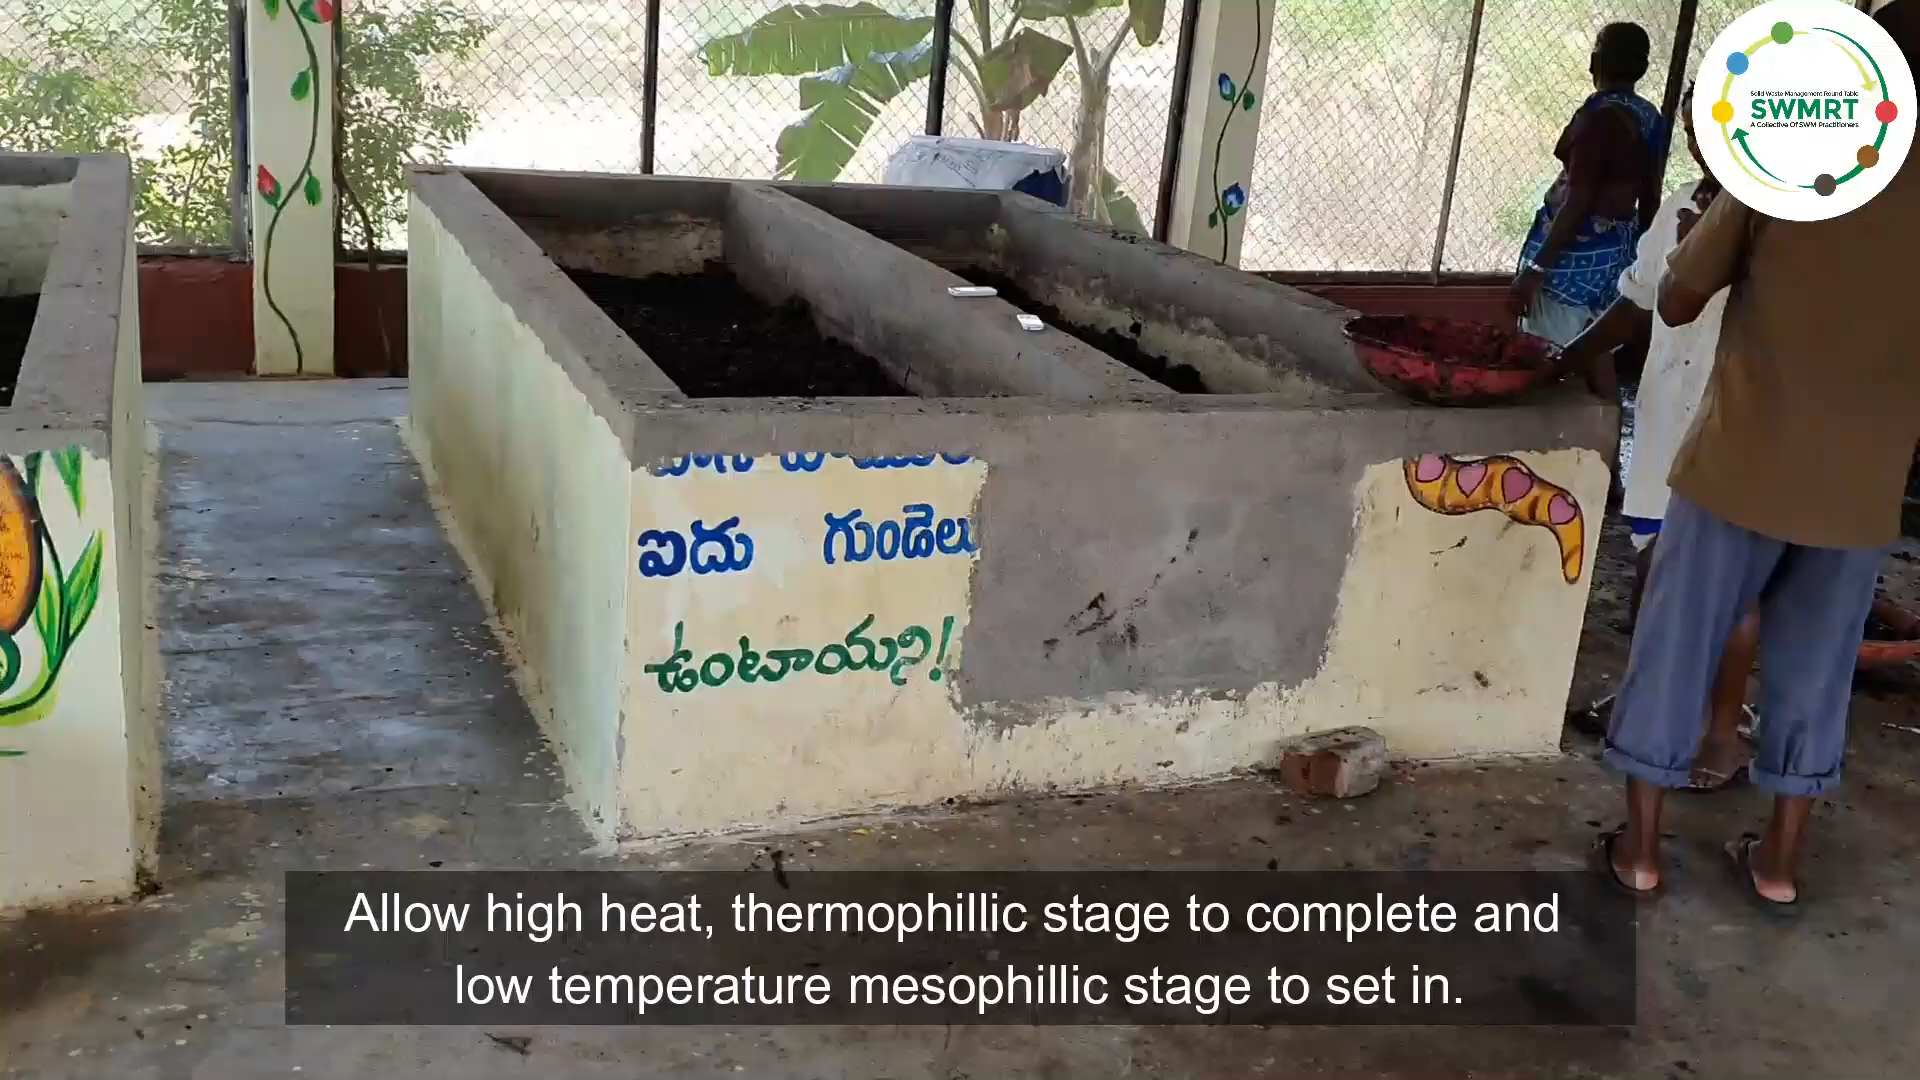 Solid Waste Management Round Table
SWMRT
A Collective Of SWM Practitioners
ఐదు గుండెలు
ఉంటాయని!
Allow high heat, thermophillic stage to complete and
low temperature mesophillic stage to set in.